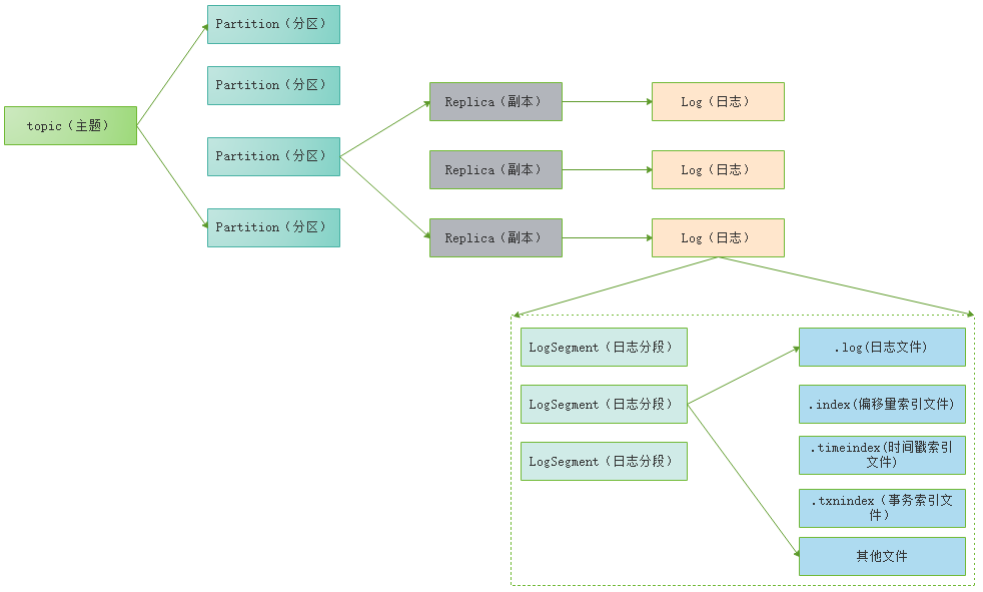 topic（主题）
Partition（分区）
Partition（分区）
Partition（分区）
Partition（分区）
Replica（副本）
Log（日志）
Replica（副本）
Log（日志）
Replica（副本）
Log（日志）
LogSegment（日志分段）
LogSegment（日志分段）
LogSegment（日志分段）
.log(日志文件)
.index(偏移量索引文件)
.timeindex(时间戳索引
文件)
.txnindex（事务索引文
件）
其他文件